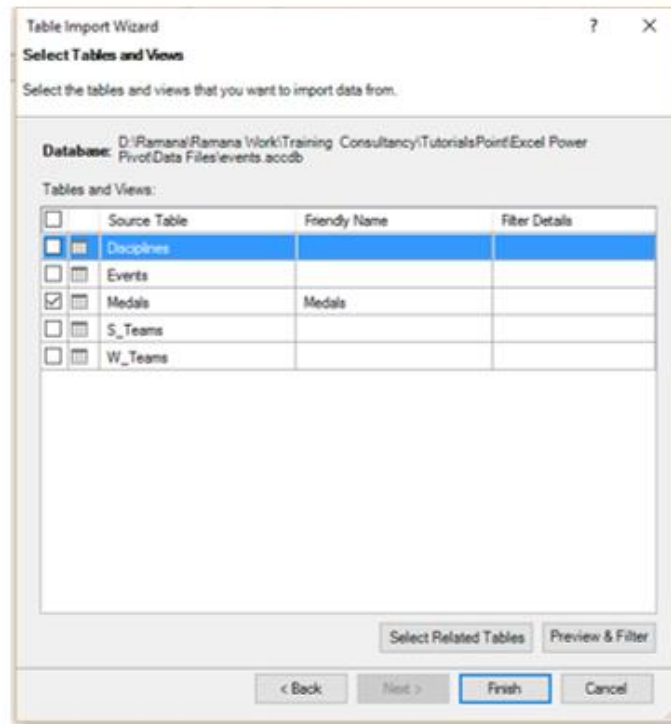 Table Import Wizard ? ×
Select Tables and Views
Select the tables and views that you want to import data from.
Database: D:\Ramana\Ramana Work\Training Consultancy\TutorialsPoint\Excel Power
Pivot\Data Files\events.accdb
Tables and Views:
Source Table Friendly Name Filter Details
Disciplines
Events
Medals Medals
S_Teams
W_Teams
Select Related Tables Preview & Filter
< Back Next > Finish Cancel